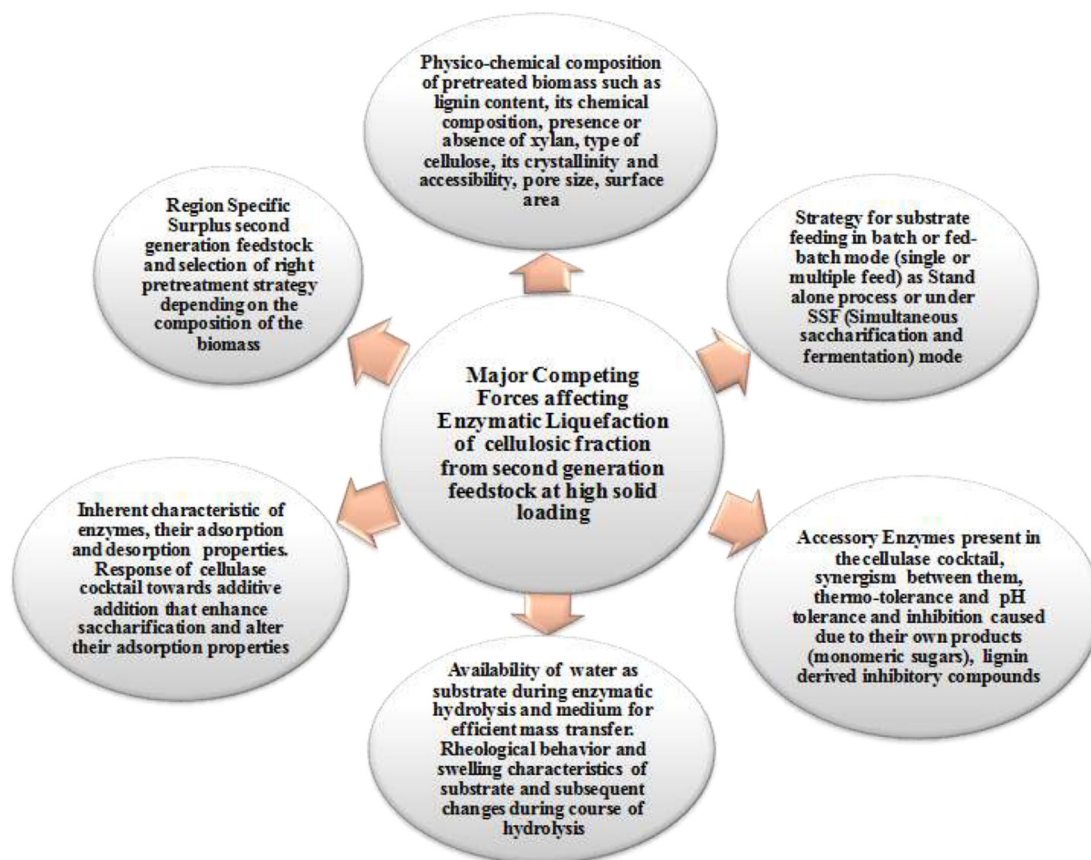 Physico-chemical composition
of pretreated biomass such as
lignin content, its chemical
composition, presence or
absence of xylan, type of
cellulose, its crystallinity and
accessibility, pore size, surface
area
Region Specific
Surplus second
generation feedstock
and selection of right
pretreatment strategy
depending on the
composition of the
biomass
Strategy for substrate
feeding in batch or fed-
batch mode (single or
multiple feed) as Stand
alone process or under
SSF (Simultaneous
saccharification and
fermentation) mode
Major Competing
Forces affecting
Enzymatic Liquefaction
of cellulosic fraction
from second generation
feedstock at high solid
loading
Inherent characteristic of
enzymes, their adsorption
and desorption properties.
Response of cellulase
cocktail towards additive
addition that enhance
saccharification and alter
their adsorption properties
Accessory Enzymes present in
the cellulase cocktail,
synergism between them,
thermo-tolerance and pH
tolerance and inhibition caused
due to their own products
(monomeric sugars), lignin
derived inhibitory compounds
Availability of water as
substrate during enzymatic
hydrolysis and medium for
efficient mass transfer.
Rheological behavior and
swelling characteristics of
substrate and subsequent
changes during course of
hydrolysis